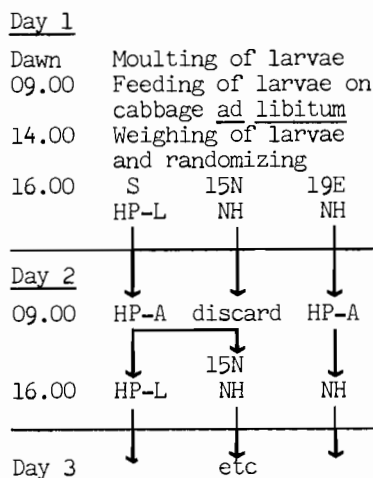 Day 1
Dawn Moulting of larvae
09.00 Feeding of larvae on
cabbage ad libitum
14.00 Weighing of larvae
and randomizing
16.00 S 15N 19E
HP-L NH NH
Day 2
09.00 HP-A discard HP-A
15N
16.00 HP-L NH NH
Day 3 etc